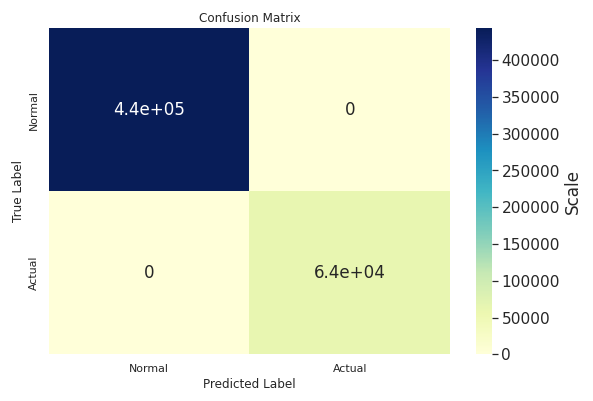 Confusion Matrix
Normal
4.4e+05
0
Actual
0
6.4e+04
True Label
Normal
Actual
Predicted Label
400000
350000
300000
250000
200000
150000
100000
50000
0
Scale